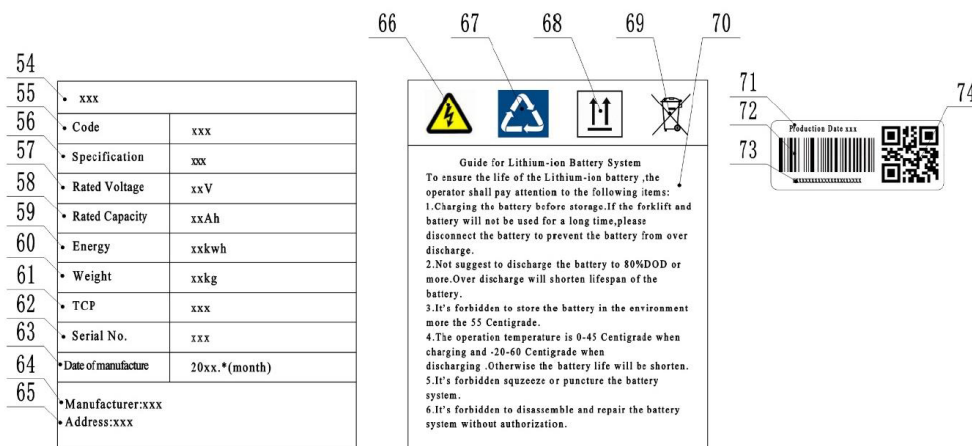 66 67 68 69 70
54
55
56
57
58
59
60
61
62
63
64
65
xxx
Code xxx
Specification xxx
Rated Voltage xxV
Rated Capacity xxAh
Energy xxkwh
Weight xxkg
TCP xxx
Serial No. xxx
Date of manufacture 20xx.*(month)
Manufacturer:xxx
Address:xxx
Guide for Lithium-ion Battery System
To ensure the life of the Lithium-ion battery ,the
operator shall pay attention to the following items:
1.Charging the battery before storage.If the forklift and
battery will not be used for a long time,please
disconnect the battery to prevent the battery from over
discharge.
2.Not suggest to discharge the battery to 80%DOD or
more.Over discharge will shorten lifespan of the
battery.
3.It's forbidden to store the battery in the environment
more the 55 Centigrade.
4.The operation temperature is 0-45 Centigrade when
charging and -20-60 Centigrade when
discharging .Otherwise the battery life will be shorten.
5.It's forbidden squzeeze or puncture the battery
system.
6.It's forbidden to disassemble and repair the battery
system without authorization.
71
72
73
74
Production Date xxx